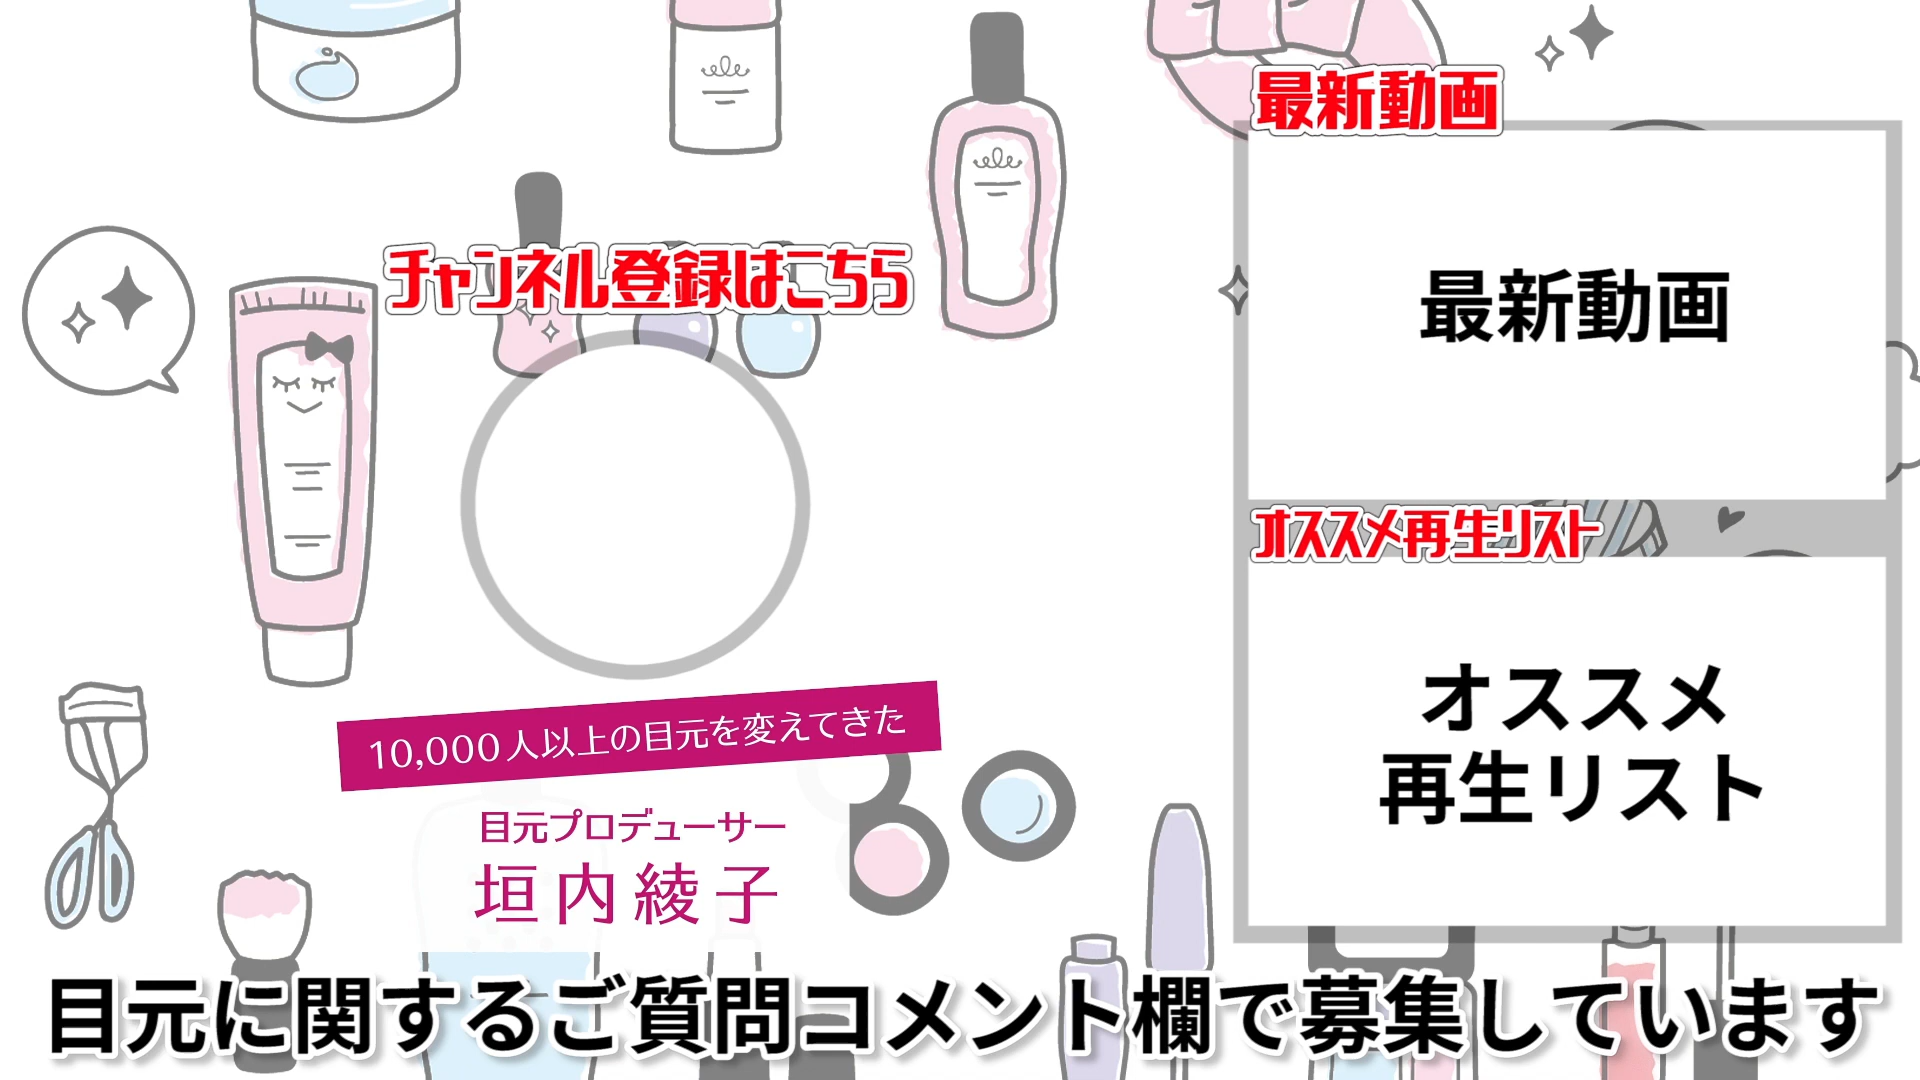 最新動画
最新動画
チャンネル登録はこちら
オススメ再生リスト
オススメ
再生リスト
10,000人以上の目元を変えてきた
目元プロデューサー
垣内綾子
目元に関するご質問コメント欄で募集しています